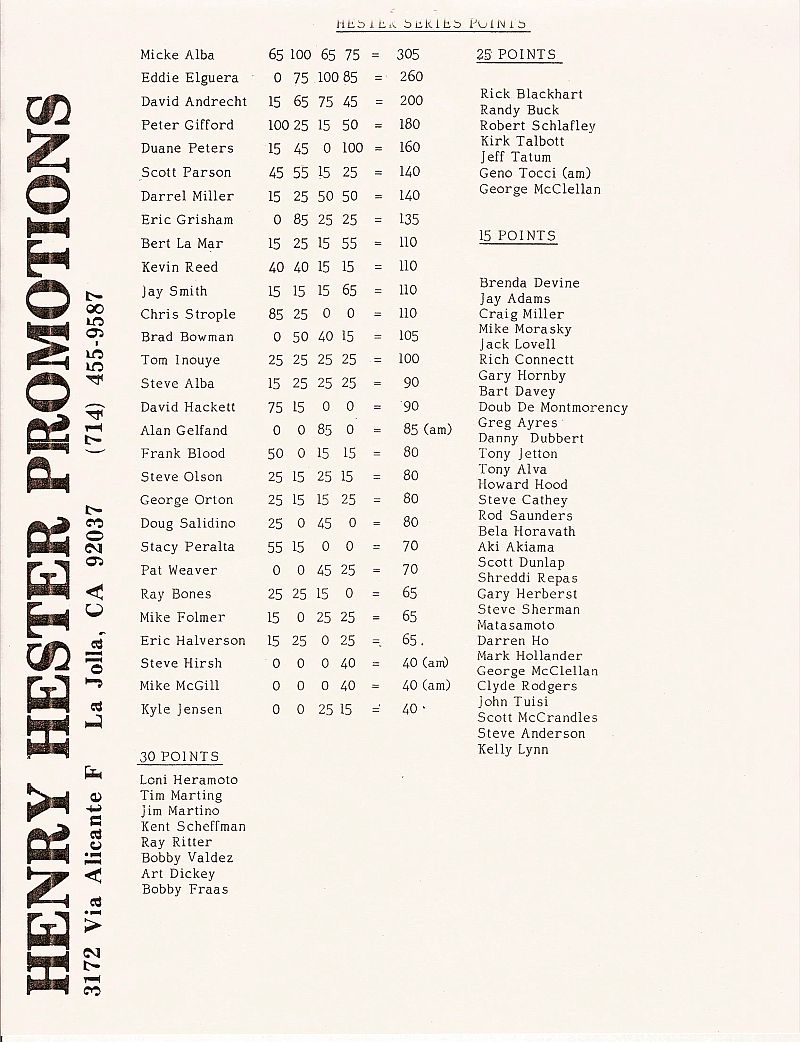 HESTER SERIES POINTS
HENRY HESTER PROMOTIONS
3172 Via Alicante F La Jolla, CA 92037 (714) 455-9587
Micke Alba 65 100 65 75 = 305
Eddie Elguera 0 75 100 85 = 260
David Andrecht 15 65 75 45 = 200
Peter Gifford 100 25 15 50 = 180
Duane Peters 15 45 0 100 = 160
Scott Parson 45 55 15 25 = 140
Darrel Miller 15 25 50 50 = 140
Eric Grisham 0 85 25 25 = 135
Bert La Mar 15 25 15 55 = 110
Kevin Reed 40 40 15 15 = 110
Jay Smith 15 15 15 65 = 110
Chris Strople 85 25 0 0 = 110
Brad Bowman 0 50 40 15 = 105
Tom Inouye 25 25 25 25 = 100
Steve Alba 15 25 25 25 = 90
David Hackett 75 15 0 0 = 90
Alan Gelfand 0 0 85 0 = 85 (am)
Frank Blood 50 0 15 15 = 80
Steve Olson 25 15 25 15 = 80
George Orton 25 15 15 25 = 80
Doug Salidino 25 0 45 0 = 80
Stacy Peralta 55 15 0 0 = 70
Pat Weaver 0 0 45 25 = 70
Ray Bones 25 25 15 0 = 65
Mike Folmer 15 0 25 25 = 65
Eric Halverson 15 25 0 25 = 65.
Steve Hirsh 0 0 0 40 = 40 (am)
Mike McGill 0 0 0 40 = 40 (am)
Kyle Jensen 0 0 25 15 = 40
30 POINTS
Loni Heramoto
Tim Marting
Jim Martino
Kent Scheffman
Ray Ritter
Bobby Valdez
Art Dickey
Bobby Fraas
25 POINTS
Rick Blackhart
Randy Buck
Robert Schlafley
Kirk Talbott
Jeff Tatum
Geno Tocci (am)
George McClellan
15 POINTS
Brenda Devine
Jay Adams
Craig Miller
Mike Morasky
Jack Lovell
Rich Connectt
Gary Hornby
Bart Davey
Doub De Montmorency
Greg Ayres
Danny Dubbert
Tony Jetton
Tony Alva
Howard Hood
Steve Cathey
Rod Saunders
Bela Horavath
Aki Akiama
Scott Dunlap
Shreddi Repas
Gary Herberst
Steve Sherman
Matasamoto
Darren Ho
Mark Hollander
George McClellan
Clyde Rodgers
John Tuisi
Scott McCrandles
Steve Anderson
Kelly Lynn